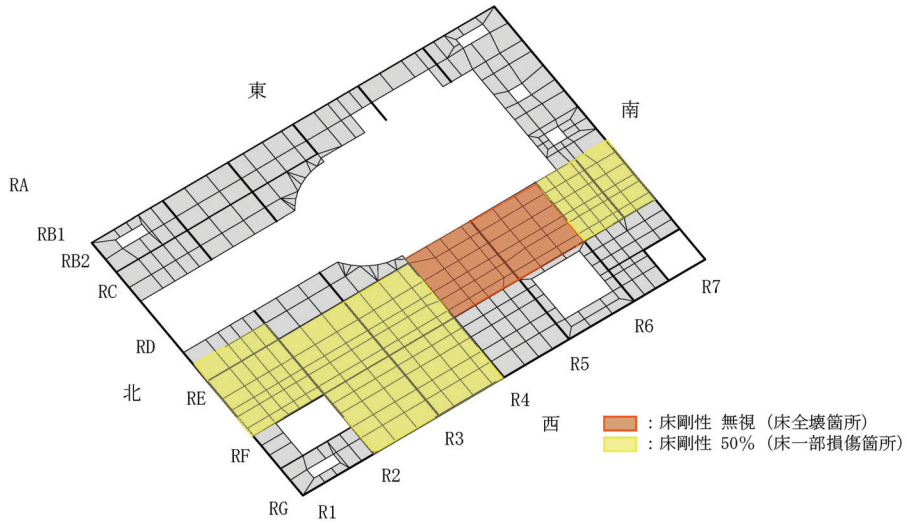 東
南
RA
RB1
RB2
RC
RD
北
RE
RF
RG
R1
R2
R3
R4
R5
R6
R7
西
：床剛性 無視（床全壊箇所）
：床剛性 50%（床一部損傷箇所）